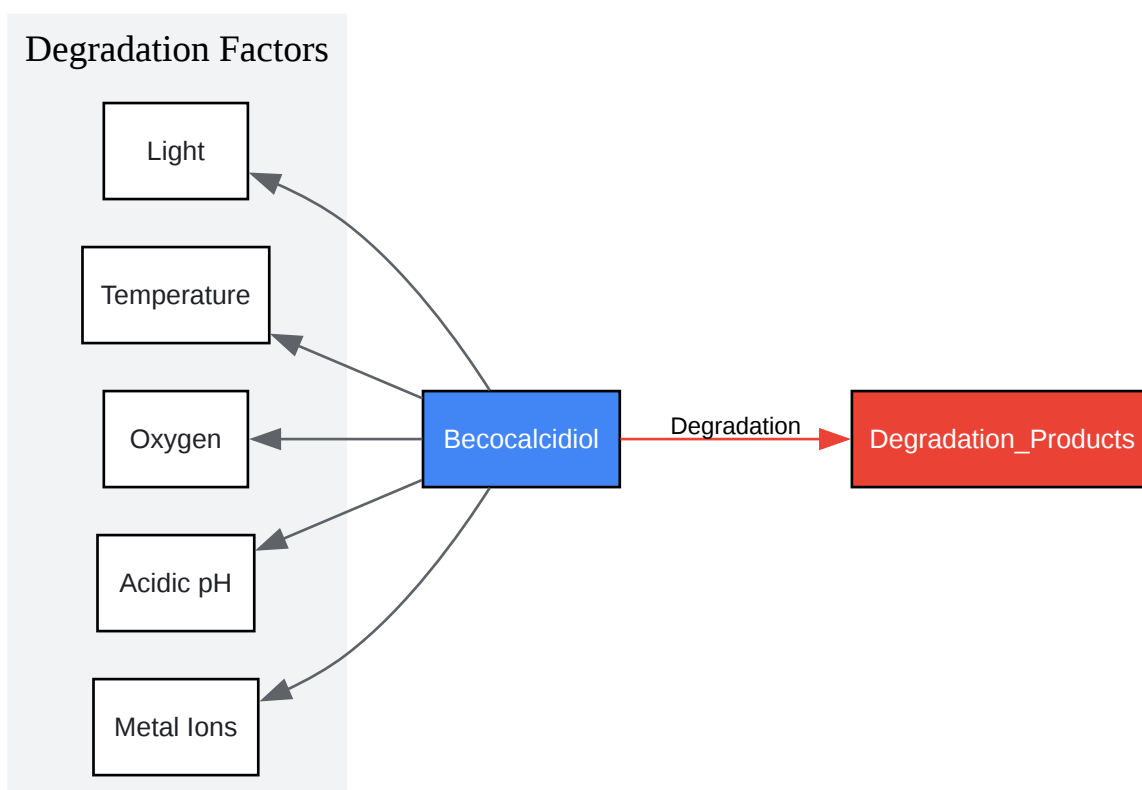 Degradation Factors
Light
Temperature
Oxygen
Acidic pH
Metal Ions
Becocalcidiol
Degradation
Degradation_Products